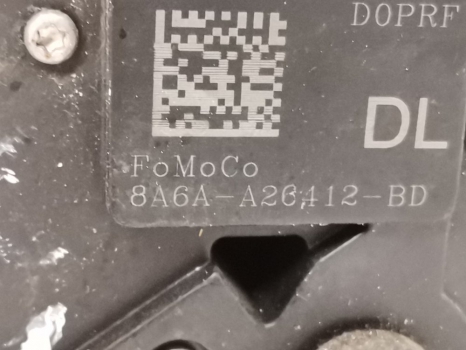 D0PRF
DL
FoMoCo
8A6A-A26412-BD